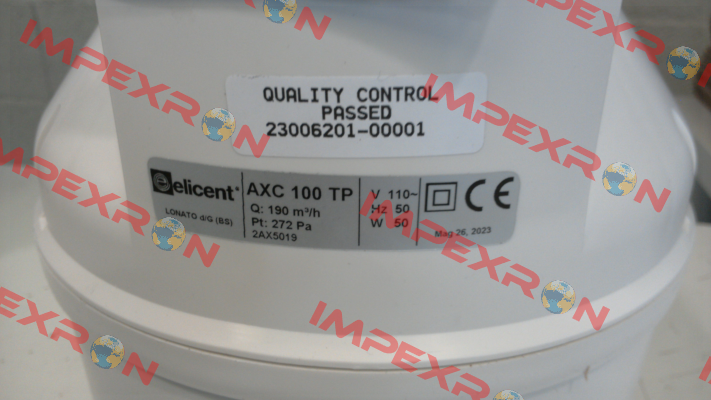 IMPEXRON
IMPEXRON
IMPEXRON
IMPEXRON
IMPEXRON
IMPEXRON
QUALITY CONTROL
PASSED
23006201-00001
elicent®
LONATO d/G (BS)
AXC 100 TP
Q: 190 m³/h
Pt: 272 Pa
2AX5019
V 110~
Hz 50
W 50
CE
Mag 26, 2023